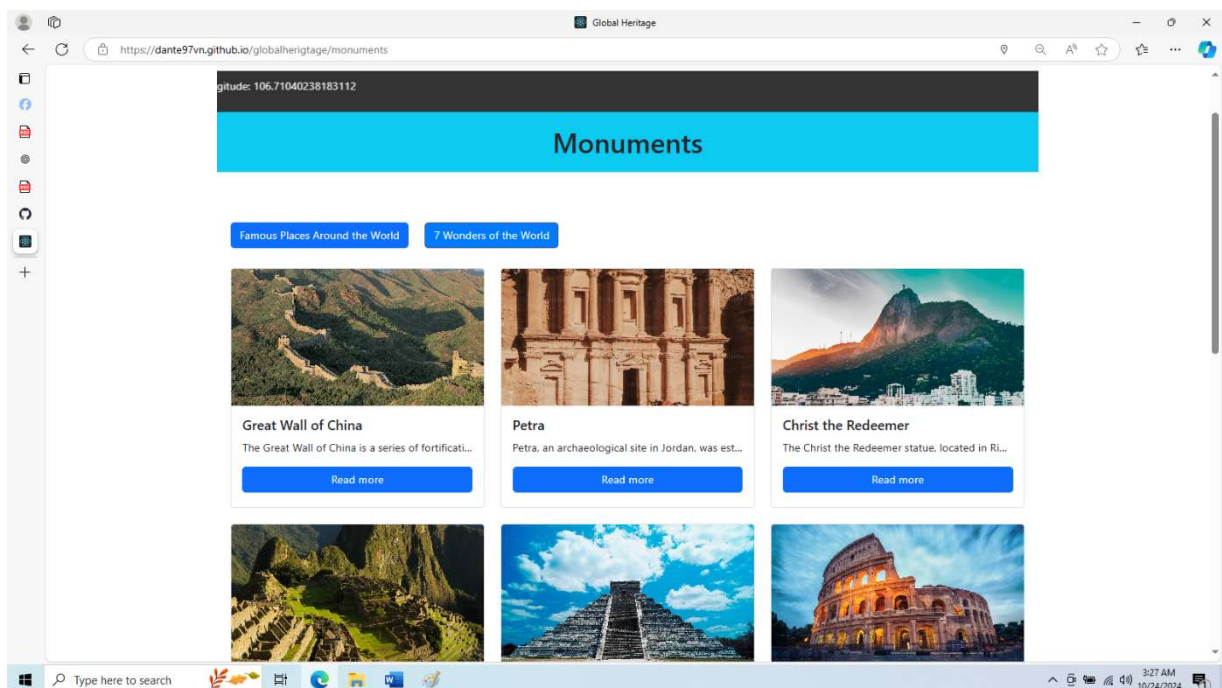 Global Heritage
https://dante97vn.github.io/globalherigtage/monuments
gitude: 106.71040238183112
Monuments
Famous Places Around the World
7 Wonders of the World
Great Wall of China
Petra
Christ the Redeemer
The Great Wall of China is a series of fortificati...
Petra, an archaeological site in Jordan, was est...
The Christ the Redeemer statue, located in Ri...
Read more
Read more
Read more
Type here to search
3:27 AM
10/24/2024